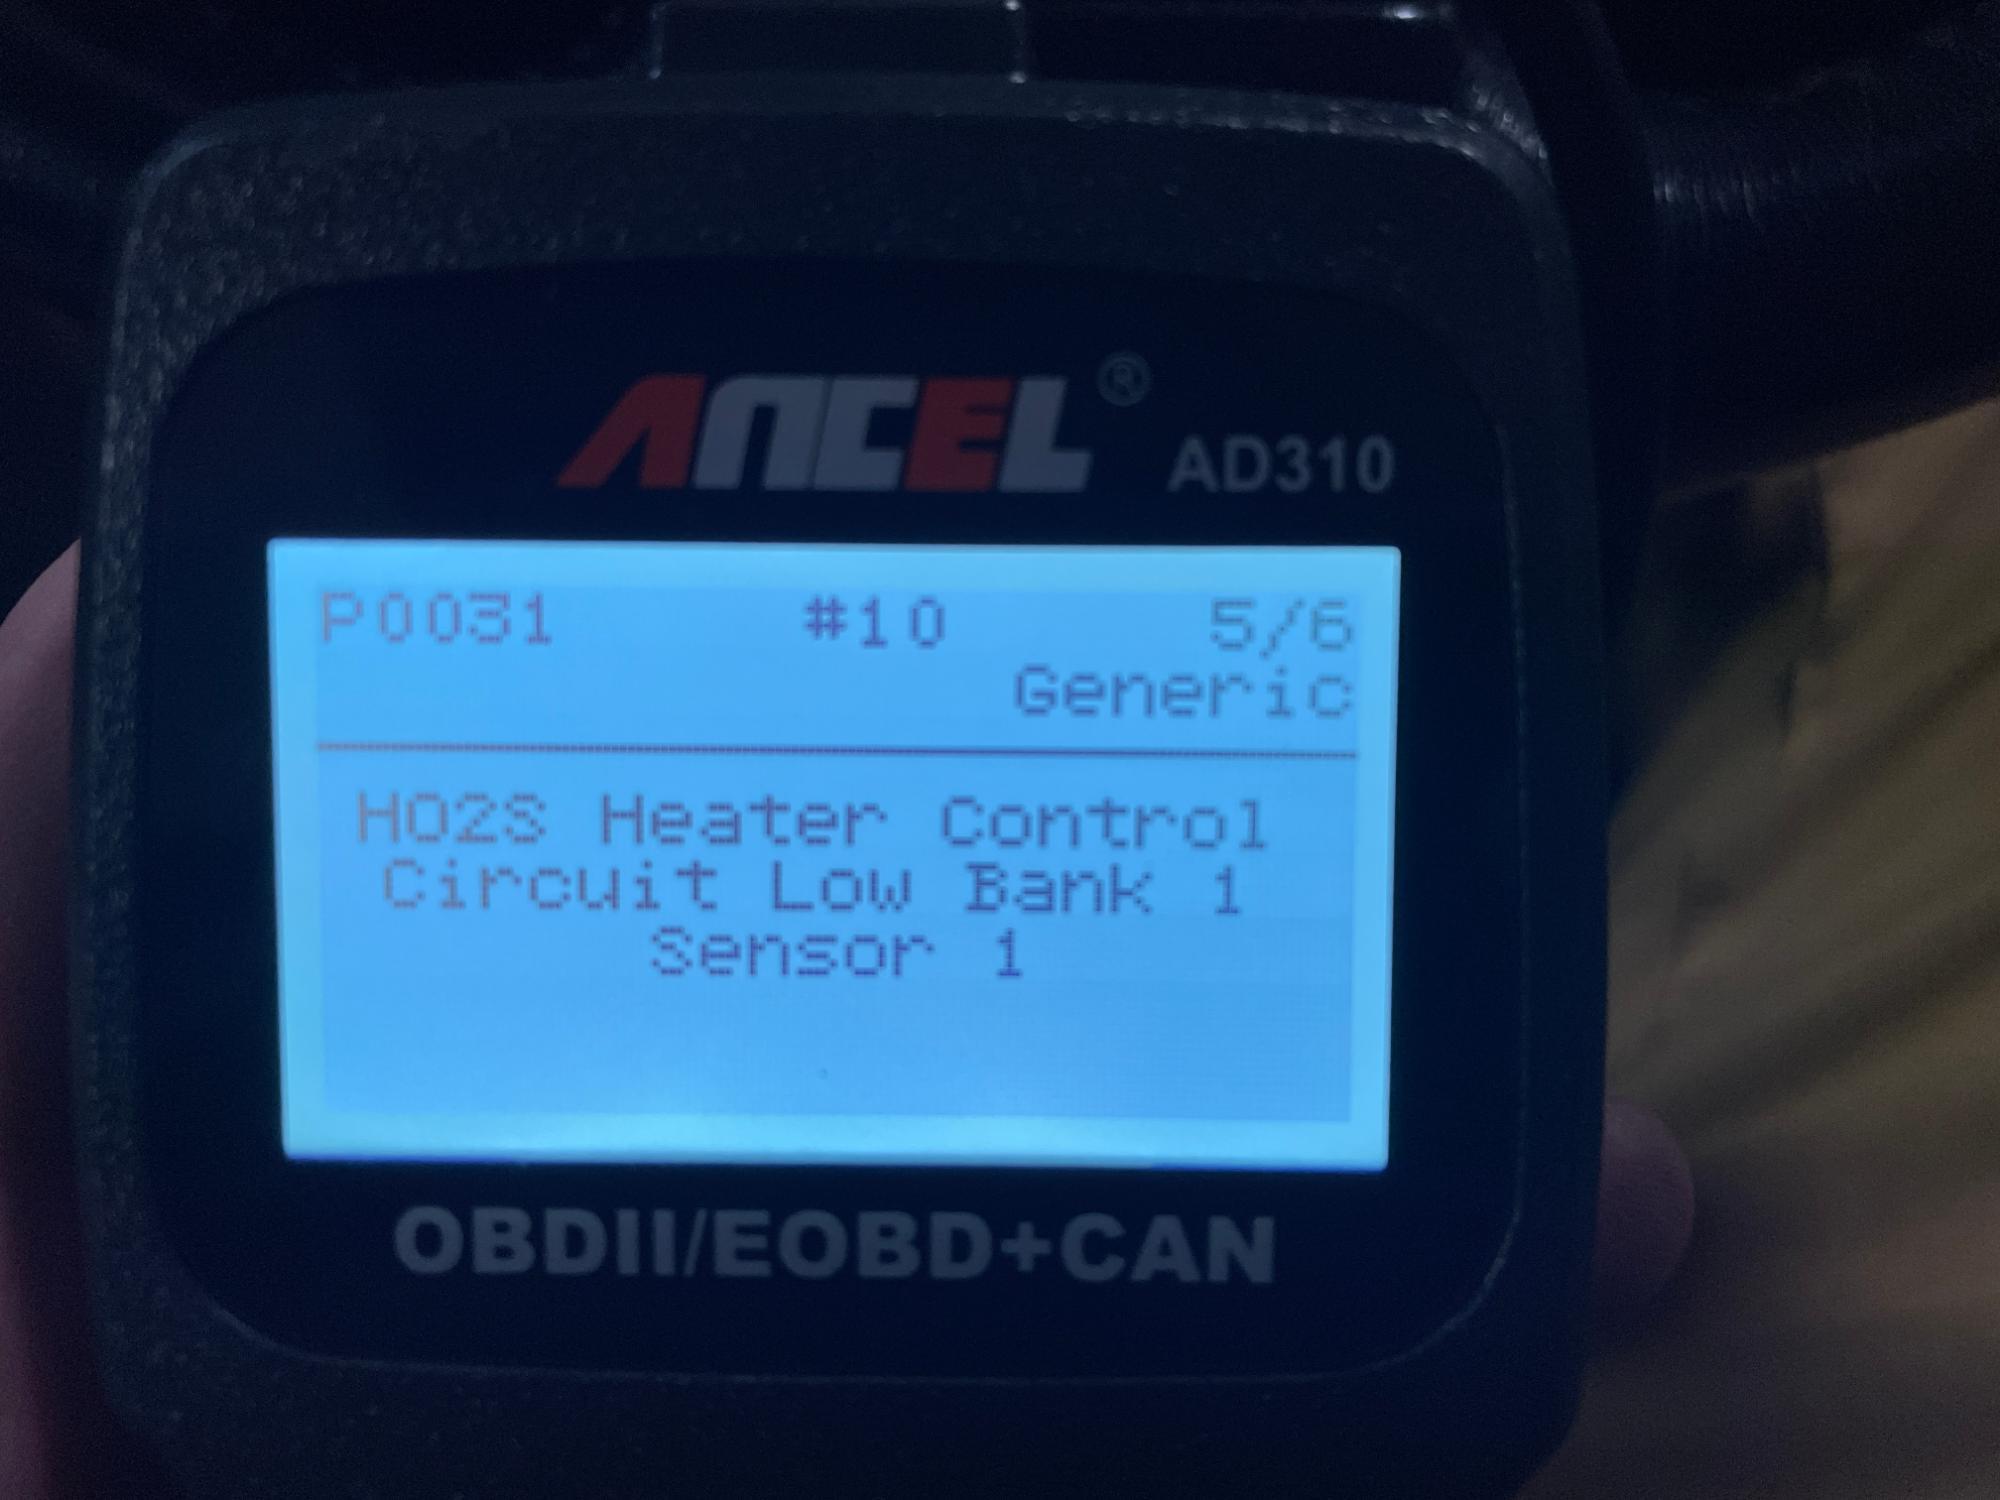 ANCEL ® AD310
P0031 #10 5/6
Generic
HO2S Heater Control
Circuit Low Bank 1
Sensor 1
OBDII/EOBD+CAN